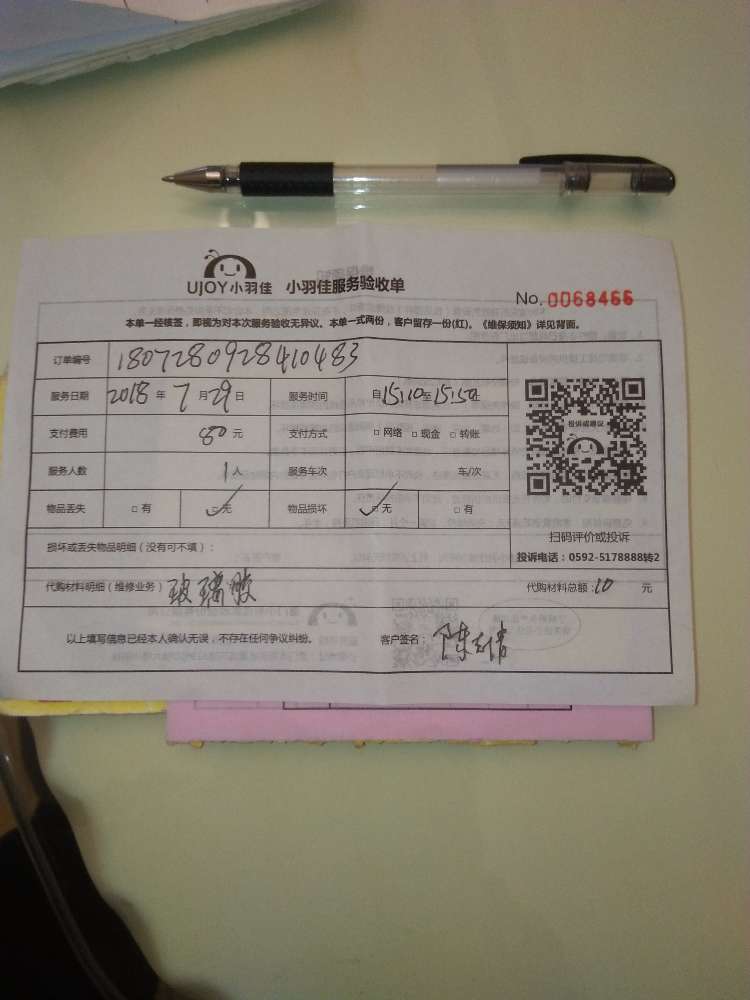 UJOY小羽佳 小羽佳服务验收单
No. 0068466
本单一经核签，即视为对本次服务验收无异议。本单一式两份，客户留存一份(红)。《维保须知》详见背面。
订单编号 180728092841 0483
服务日期 2018 年 7 月 29 日 服务时间 自 15:10 至 15:50 止
支付费用 80 元 支付方式 □ 网络 □ 现金 □ 转账
投诉或建议
服务人数 1 人 服务车次 车/次
物品丢失 □ 有 ✓ 无 物品损坏 ✓ □ 无 □ 有
扫码评价或投诉
投诉电话：0592-5178888转2
损坏或丢失物品明细（没有可不填）：
代购材料明细（维修业务） 玻璃胶 代购材料总额：10 元
以上填写信息已经本人确认无误，不存在任何争议纠纷。 客户签名：